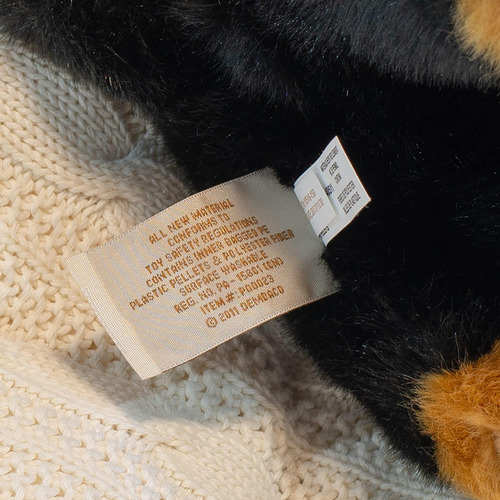 ALL NEW MATERIAL
CONFORMS TO
TOY SAFETY REGULATIONS
CONTAINS INNER BAGGED PE
PLASTIC PELLETS & POLYESTER FIBER
SURFACE WASHABLE
REG. NO. PA-15801(CN)
ITEM# P00023
© 2011 DEMDACO